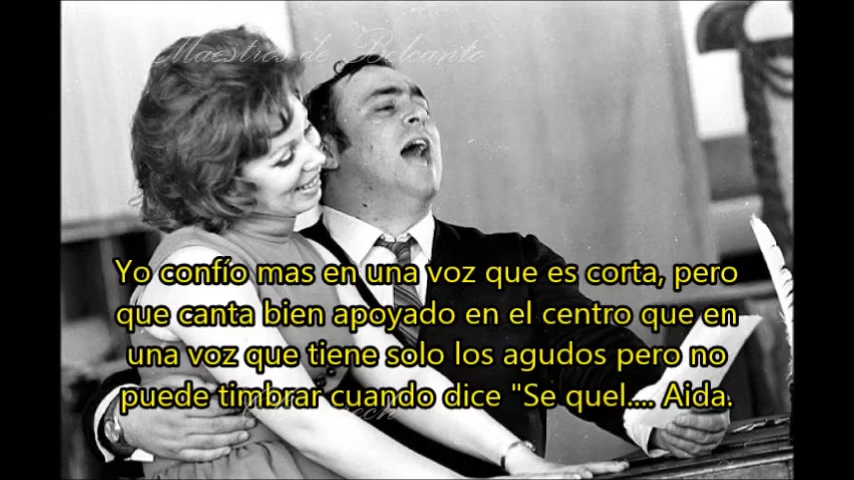 Maestros de Belcanto
Yo confío mas en una voz que es corta, pero
que canta bien apoyado en el centro que en
una voz que tiene solo los agudos pero no
puede timbrar cuando dice "Se quel.... Aida.